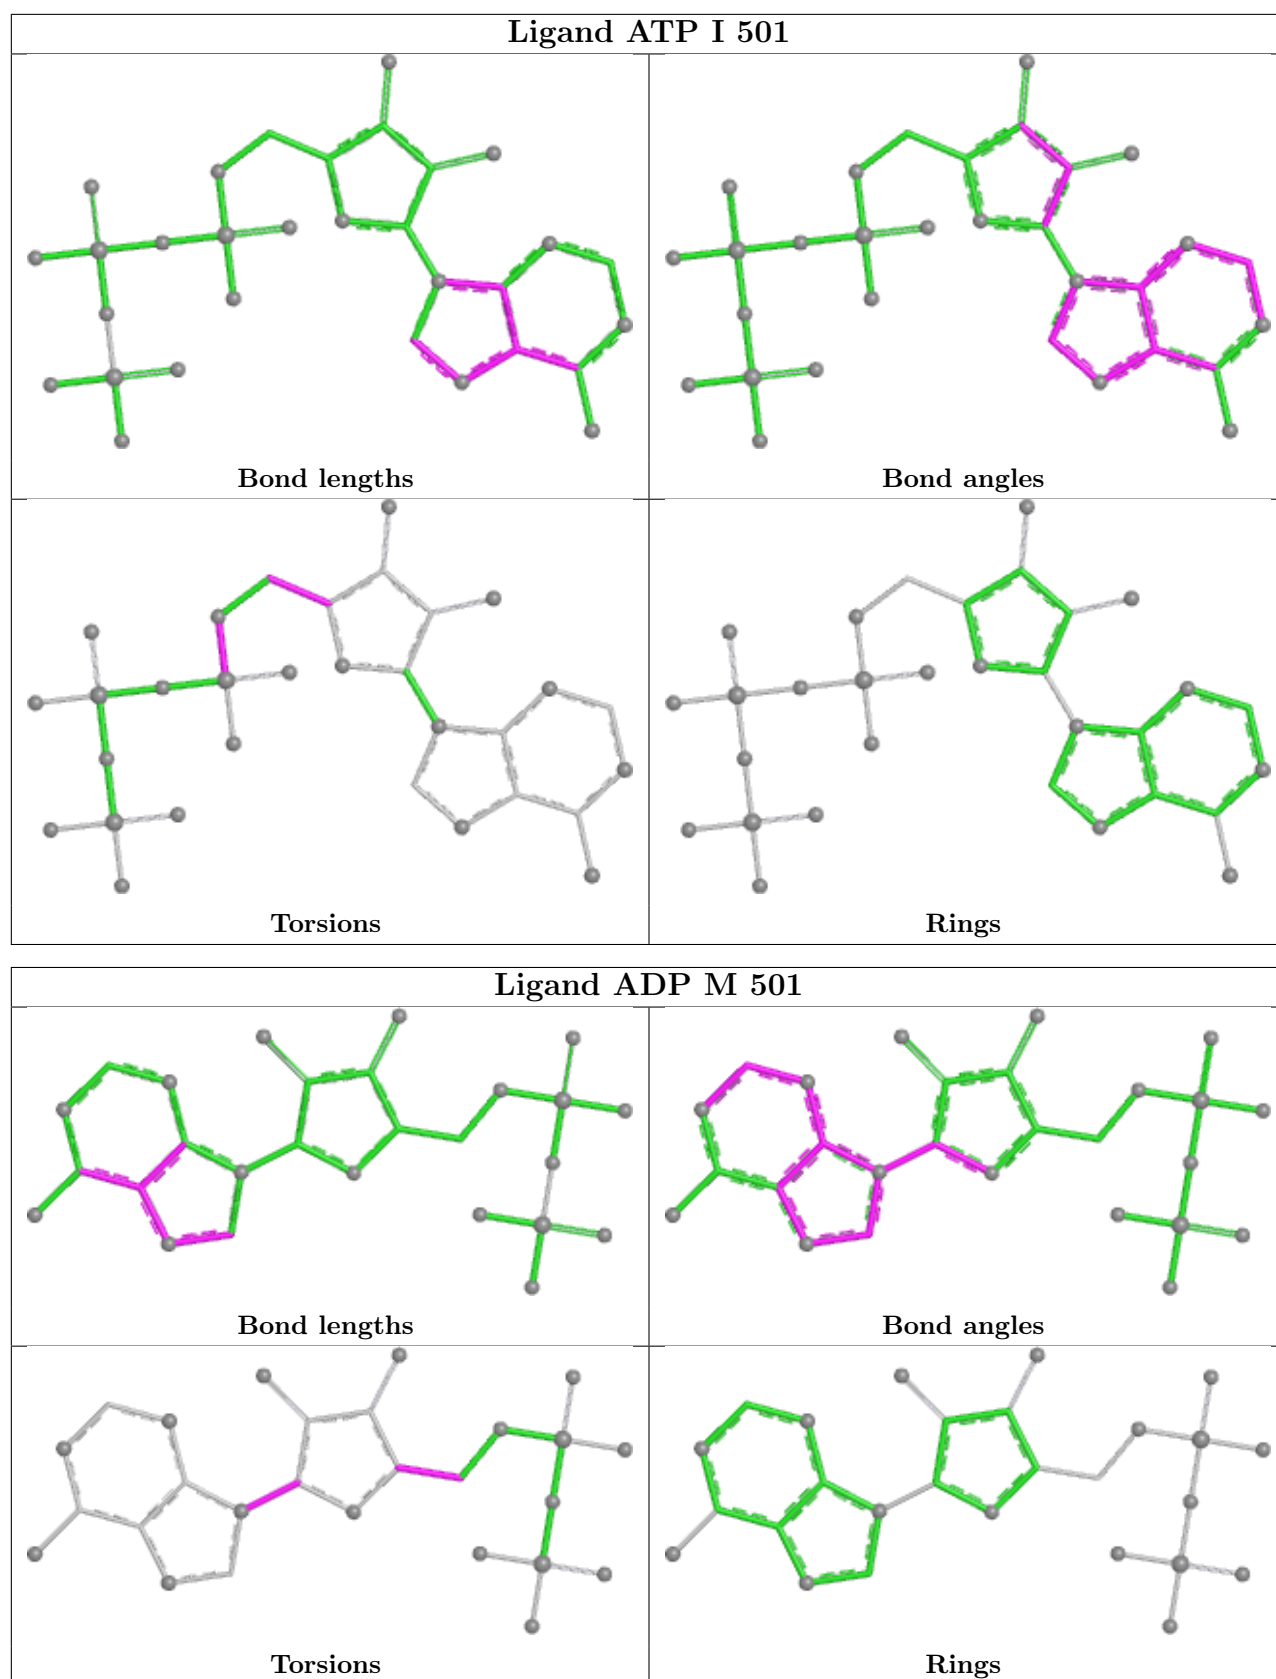 Ligand ATP I 501
Bond lengths
Bond angles
Torsions
Rings
Ligand ADP M 501
Bond lengths
Bond angles
Torsions
Rings